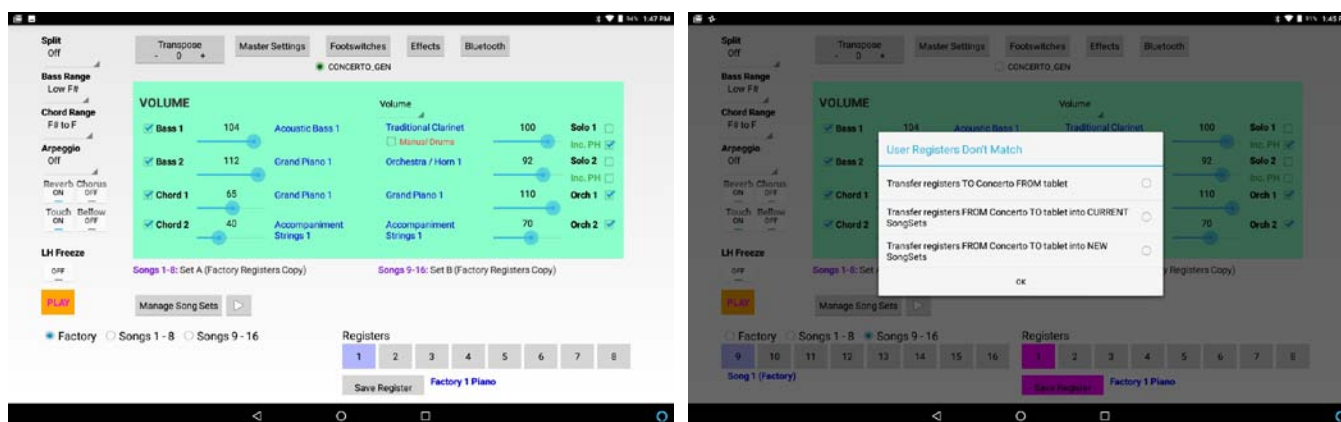 94% 1:47 PM
Split
Off
Transpose
- 0 +
Master Settings
Footswitches
Effects
Bluetooth
CONCERTO_GEN
Bass Range
Low F#
Chord Range
F# to F
Arpeggio
Off
Reverb Chorus
ON OFF
Touch Bellow
ON OFF
LH Freeze
OFF
PLAY
VOLUME
Volume
Bass 1 104 Acoustic Bass 1 Traditional Clarinet 100 Solo 1
Manual Drums Inc. PH
Bass 2 112 Grand Piano 1 Orchestra / Horn 1 92 Solo 2
Inc. PH
Chord 1 65 Grand Piano 1 Grand Piano 1 110 Orch 1
Chord 2 40 Accompaniment Accompaniment 70 Orch 2
Strings 1 Strings 1
Songs 1-8: Set A (Factory Registers Copy) Songs 9-16: Set B (Factory Registers Copy)
Manage Song Sets
Factory Songs 1 - 8 Songs 9 - 16 Registers
1 2 3 4 5 6 7 8
Save Register Factory 1 Piano
1:45 P
Split
Off
Transpose
- 0 +
Master Settings
Footswitches
Effects
Bluetooth
CONCERTO_GEN
Bass Range
Low F#
Chord Range
F# to F
Arpeggio
Off
Reverb Chorus
ON OFF
Touch Bellow
ON OFF
LH Freeze
OFF
PLAY
VOLUME
Volume
Bass 1 104 Acoustic Bass 1 Traditional Clarinet 100 Solo 1
Inc. PH
Bass 2 92 Solo 2
Inc. PH
Chord 1 110 Orch 1
Chord 2 70 Orch 2
User Registers Don't Match
Transfer registers TO Concerto FROM tablet
Transfer registers FROM Concerto TO tablet into CURRENT
SongSets
Transfer registers FROM Concerto TO tablet into NEW
SongSets
OK
Songs 1-8: Set y Registers Copy)
Manage Song Sets
Factory Songs 1 - 8 Songs 9 - 16 Registers
9 10 11 12 13 14 15 16 1 2 3 4 5 6 7 8
Song 1 (Factory) Save Register Factory 1 Piano